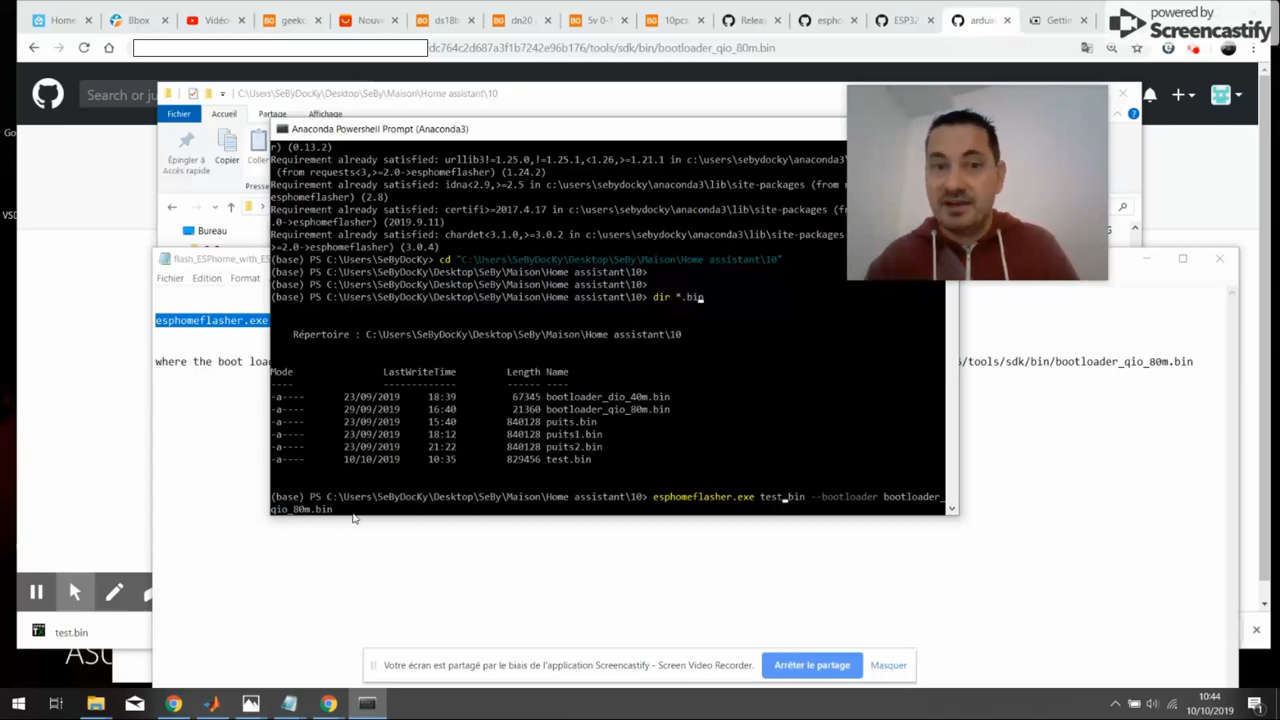 powered by
Screencastify
Home
Bbox
Vidéo
geek
Nouv
ds18b
dn20
5v 0-1
10pcs
Relea
espho
ESP32
arduin
Gettin
dc764c2d687a3f1b7242e96b176/tools/sdk/bin/bootloader_qio_80m.bin
Search or ju
C:\Users\SeByDocKy\Desktop\SeBy\Maison\Home assistant\10
Fichier Accueil Partage Affichage
Anaconda Powershell Prompt (Anaconda3)
Épingler à
Accès rapide
Copier
Coller
Presse
Bureau
r) (0.13.2)
Requirement already satisfied: urllib3!=1.25.0,!=1.25.1,<1.26,>=1.21.1 in c:\users\sebydocky\anaconda3\lib\site-packages
(from requests<3,>=2.0->esphomeflasher) (1.24.2)
Requirement already satisfied: idna<2.9,>=2.5 in c:\users\sebydocky\anaconda3\lib\site-packages (from
requests<3,>=2.0->esphomeflasher) (2.8)
Requirement already satisfied: certifi>=2017.4.17 in c:\users\sebydocky\anaconda3\lib\site-packages (fr
.0->esphomeflasher) (2019.9.11)
Requirement already satisfied: chardet<3.1.0,>=3.0.2 in c:\users\sebydocky\anaconda3\lib\site-packages
>=2.0->esphomeflasher) (3.0.4)
(base) PS C:\Users\SeByDocKy> cd "C:\Users\SeByDocKy\Desktop\SeBy\Maison\Home assistant\10"
(base) PS C:\Users\SeByDocKy\Desktop\SeBy\Maison\Home assistant\10>
(base) PS C:\Users\SeByDocKy\Desktop\SeBy\Maison\Home assistant\10>
(base) PS C:\Users\SeByDocKy\Desktop\SeBy\Maison\Home assistant\10> dir *.bin
Répertoire : C:\Users\SeByDocKy\Desktop\SeBy\Maison\Home assistant\10
Mode LastWriteTime Length Name
---- ------------- ------ ----
-a---- 23/09/2019 18:39 67345 bootloader_dio_40m.bin
-a---- 29/09/2019 16:40 21360 bootloader_qio_80m.bin
-a---- 23/09/2019 15:40 840128 puits.bin
-a---- 23/09/2019 18:12 840128 puits1.bin
-a---- 23/09/2019 21:22 840128 puits2.bin
-a---- 10/10/2019 10:35 829456 test.bin
(base) PS C:\Users\SeByDocKy\Desktop\SeBy\Maison\Home assistant\10> esphomeflasher.exe test.bin --bootloader bootloader_
qio_80m.bin
flash_ESPhome_with_ES
Fichier Edition Format
esphomeflasher.exe
where the boot loa
/tools/sdk/bin/bootloader_qio_80m.bin
test.bin
Votre écran est partagé par le biais de l'application Screencastify - Screen Video Recorder.
Arrêter le partage
Masquer
10:44
10/10/2019